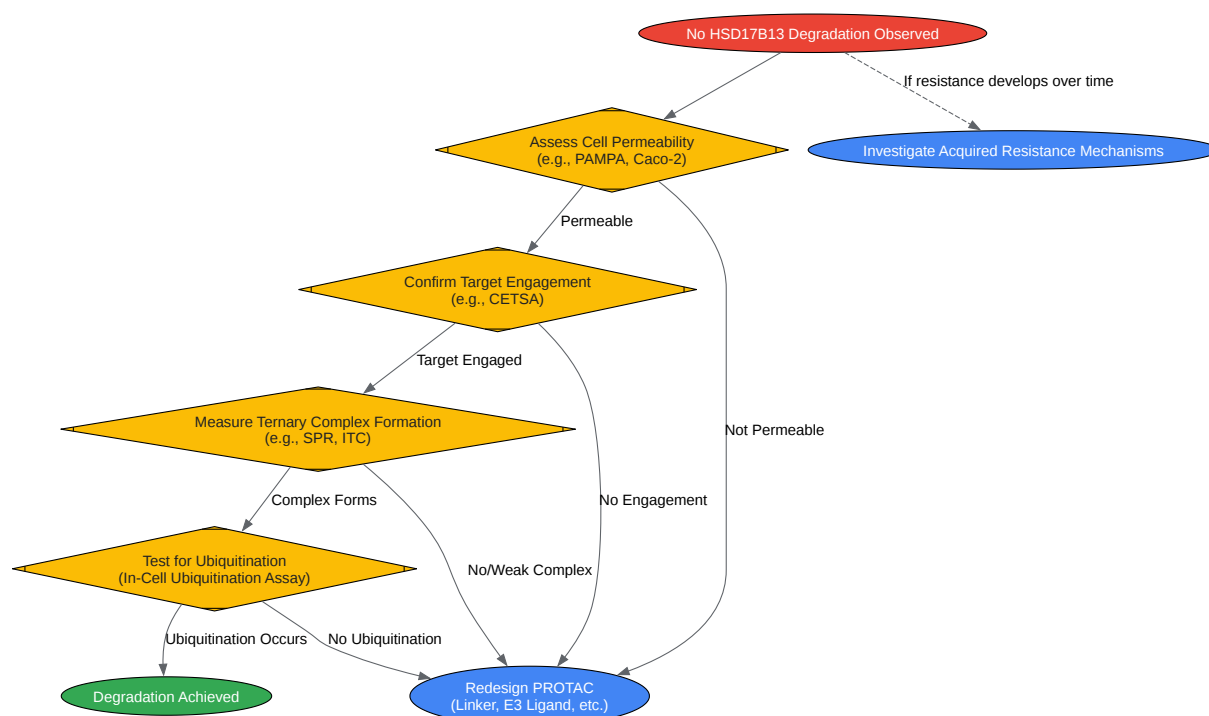 No HSD17B13 Degradation Observed
If resistance develops over time
Assess Cell Permeability
(e.g., PAMPA, Caco-2)
Investigate Acquired Resistance Mechanisms
Permeable
Confirm Target Engagement
(e.g., CETSA)
Target Engaged
Measure Ternary Complex Formation
(e.g., SPR, ITC)
Not Permeable
Complex Forms
No Engagement
Test for Ubiquitination
(In-Cell Ubiquitination Assay)
No/Weak Complex
Ubiquitination Occurs
No Ubiquitination
Degradation Achieved
Redesign PROTAC
(Linker, E3 Ligand, etc.)